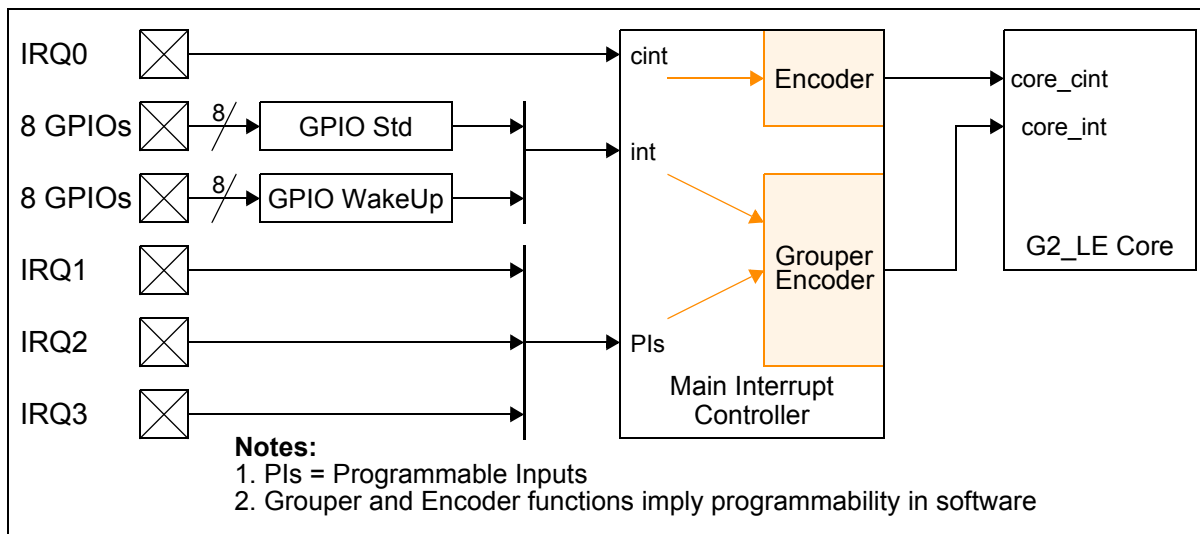 IRQ0
cint
Encoder
core_cint
8 GPIOs
8
GPIO Std
core_int
int
8 GPIOs
8
GPIO WakeUp
G2_LE Core
IRQ1
Grouper
Encoder
IRQ2
PIs
Main Interrupt
Controller
IRQ3
Notes:
1. PIs = Programmable Inputs
2. Grouper and Encoder functions imply programmability in software